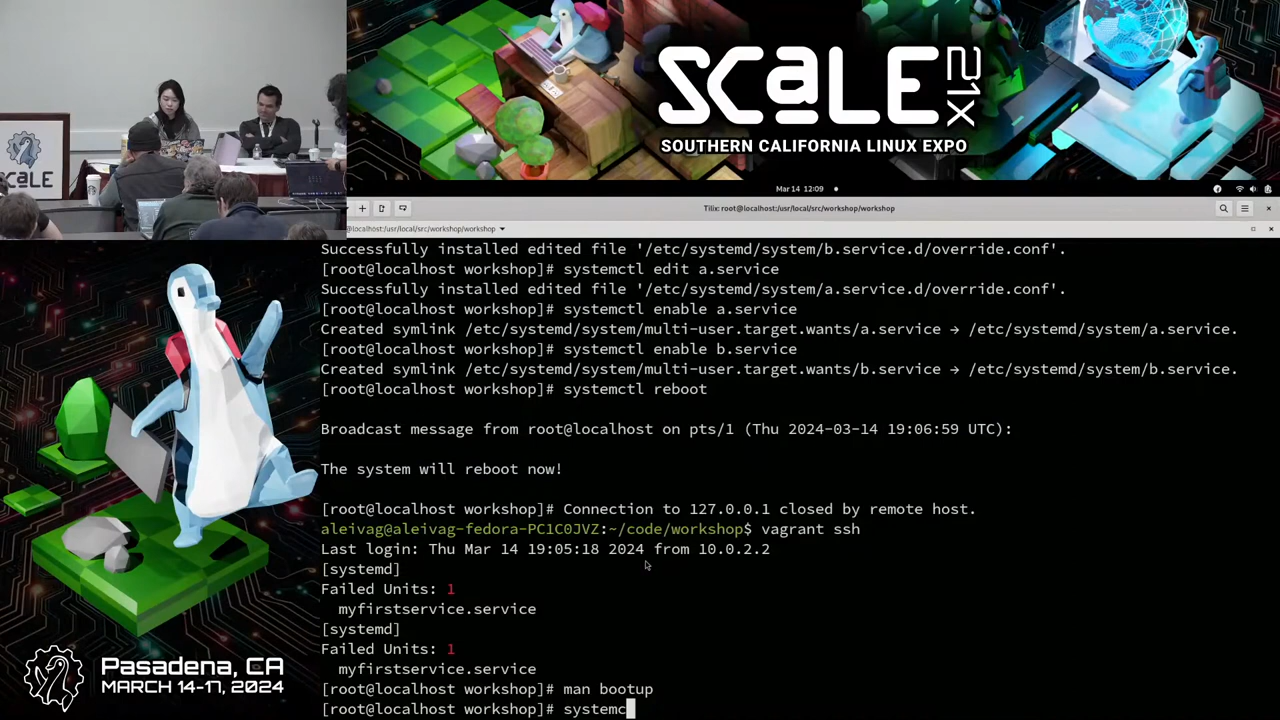 SCaLE
21X
SOUTHERN CALIFORNIA LINUX EXPO
SCaLE
Mar 14 12:09
Tilix: root@localhost:/usr/local/src/workshop/workshop
@localhost:/usr/local/src/workshop/workshop
Successfully installed edited file '/etc/systemd/system/b.service.d/override.conf'.
[root@localhost workshop]# systemctl edit a.service
Successfully installed edited file '/etc/systemd/system/a.service.d/override.conf'.
[root@localhost workshop]# systemctl enable a.service
Created symlink /etc/systemd/system/multi-user.target.wants/a.service → /etc/systemd/system/a.service.
[root@localhost workshop]# systemctl enable b.service
Created symlink /etc/systemd/system/multi-user.target.wants/b.service → /etc/systemd/system/b.service.
[root@localhost workshop]# systemctl reboot
Broadcast message from root@localhost on pts/1 (Thu 2024-03-14 19:06:59 UTC):
The system will reboot now!
[root@localhost workshop]# Connection to 127.0.0.1 closed by remote host.
aleivag@aleivag-fedora-PC1C0JVZ:~/code/workshop$ vagrant ssh
Last login: Thu Mar 14 19:05:18 2024 from 10.0.2.2
[systemd]
Failed Units: 1
myfirstservice.service
[systemd]
Failed Units: 1
myfirstservice.service
[root@localhost workshop]# man bootup
[root@localhost workshop]# systemc
Pasadena, CA
MARCH 14-17, 2024